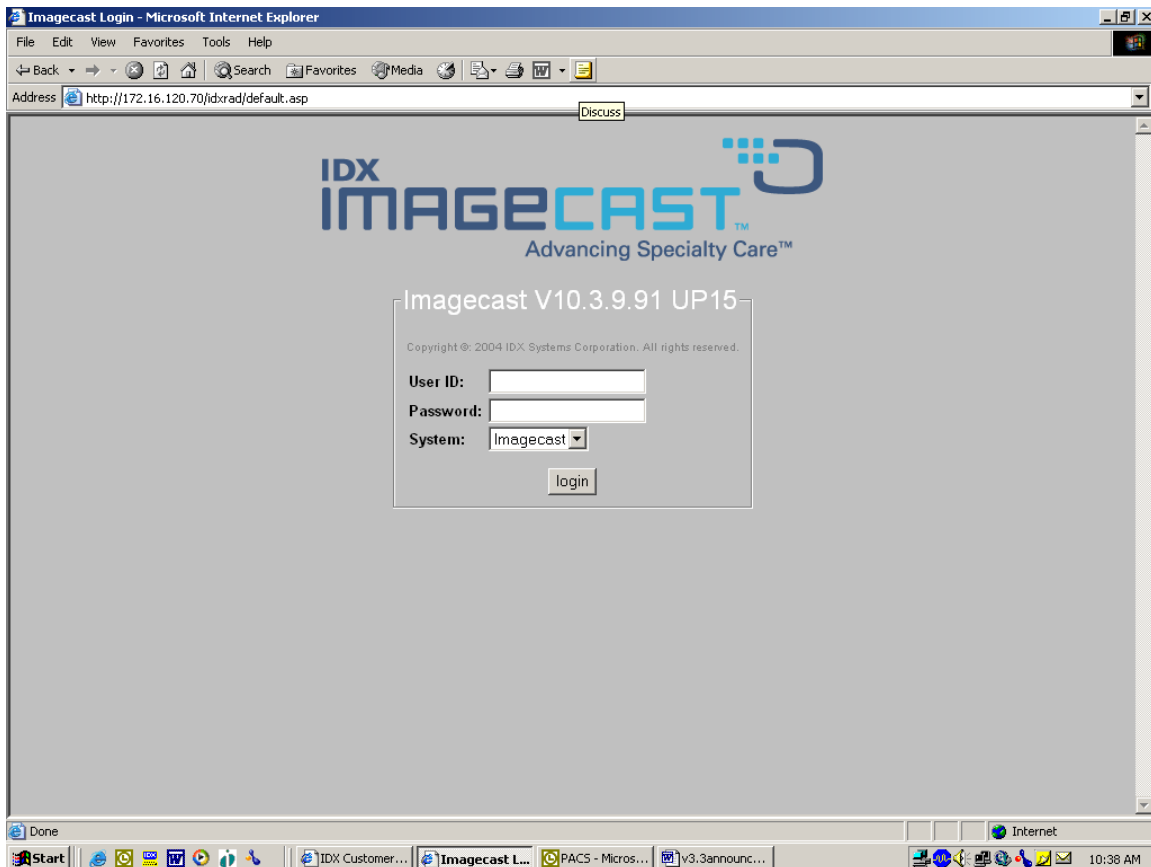 Imagecast Login - Microsoft Internet Explorer
File Edit View Favorites Tools Help
Back Search Favorites Media
Address http://172.16.120.70/idxrad/default.asp
Discuss
IDX
IMAGECAST™
Advancing Specialty Care™
Imagecast V10.3.9.91 UP15
Copyright ©: 2004 IDX Systems Corporation. All rights reserved.
User ID:
Password:
System: Imagecast
login
Done Internet
Start IDX Customer... Imagecast L... PACS - Micros... v3.3announc... 10:38 AM